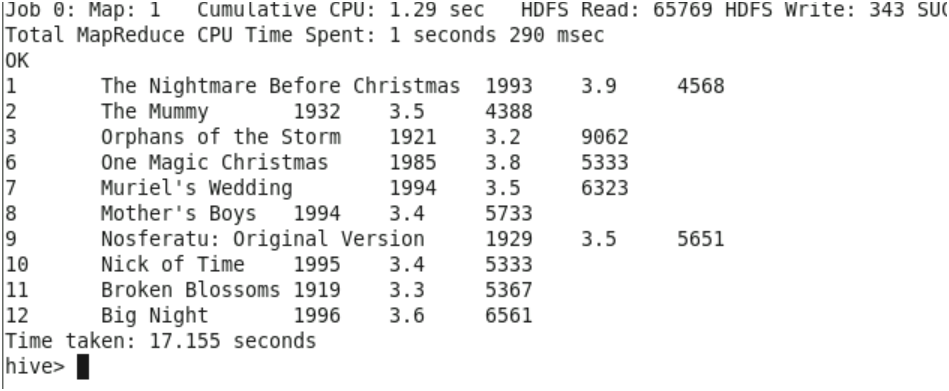 Job 0: Map: 1   Cumulative CPU: 1.29 sec   HDFS Read: 65769 HDFS Write: 343
Total MapReduce CPU Time Spent: 1 seconds 290 msec
OK
1       The Nightmare Before Christmas  1993    3.9     4568
2       The Mummy       1932    3.5     4388
3       Orphans of the Storm    1921    3.2     9062
6       One Magic Christmas     1985    3.8     5333
7       Muriel's Wedding        1994    3.5     6323
8       Mother's Boys   1994    3.4     5733
9       Nosferatu: Original Version     1929    3.5     5651
10      Nick of Time    1995    3.4     5333
11      Broken Blossoms 1919    3.3     5367
12      Big Night       1996    3.6     6561
Time taken: 17.155 seconds
hive>